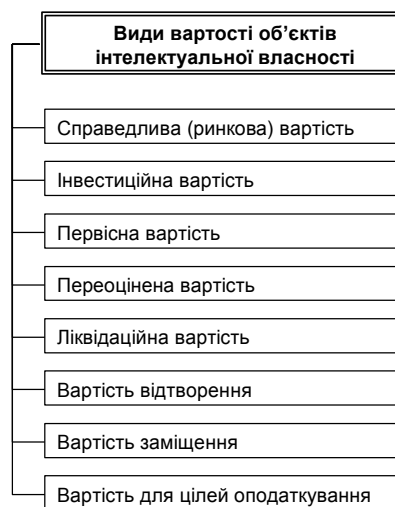 Види вартості об’єктів
інтелектуальної власності
Справедлива (ринкова) вартість
Інвестиційна вартість
Первісна вартість
Переоцінена вартість
Ліквідаційна вартість
Вартість відтворення
Вартість заміщення
Вартість для цілей оподаткування